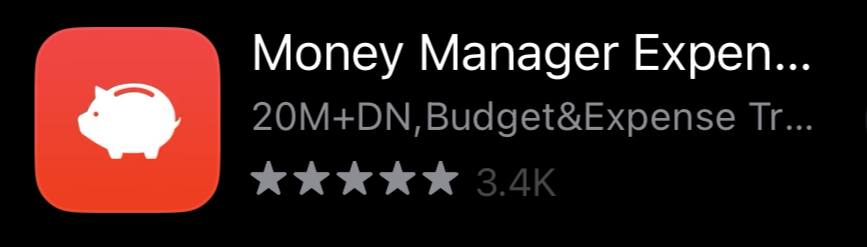 Money Manager Expen...
20M+DN,Budget&Expense Tr...
3.4K